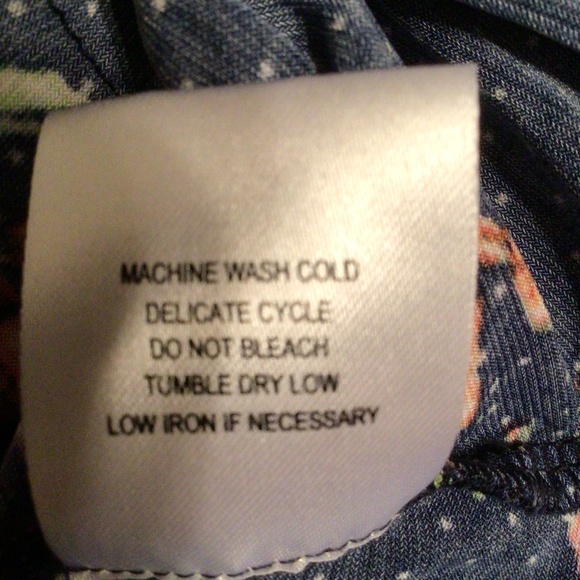 MACHINE WASH COLD
DELICATE CYCLE
DO NOT BLEACH
TUMBLE DRY LOW
LOW IRON IF NECESSARY